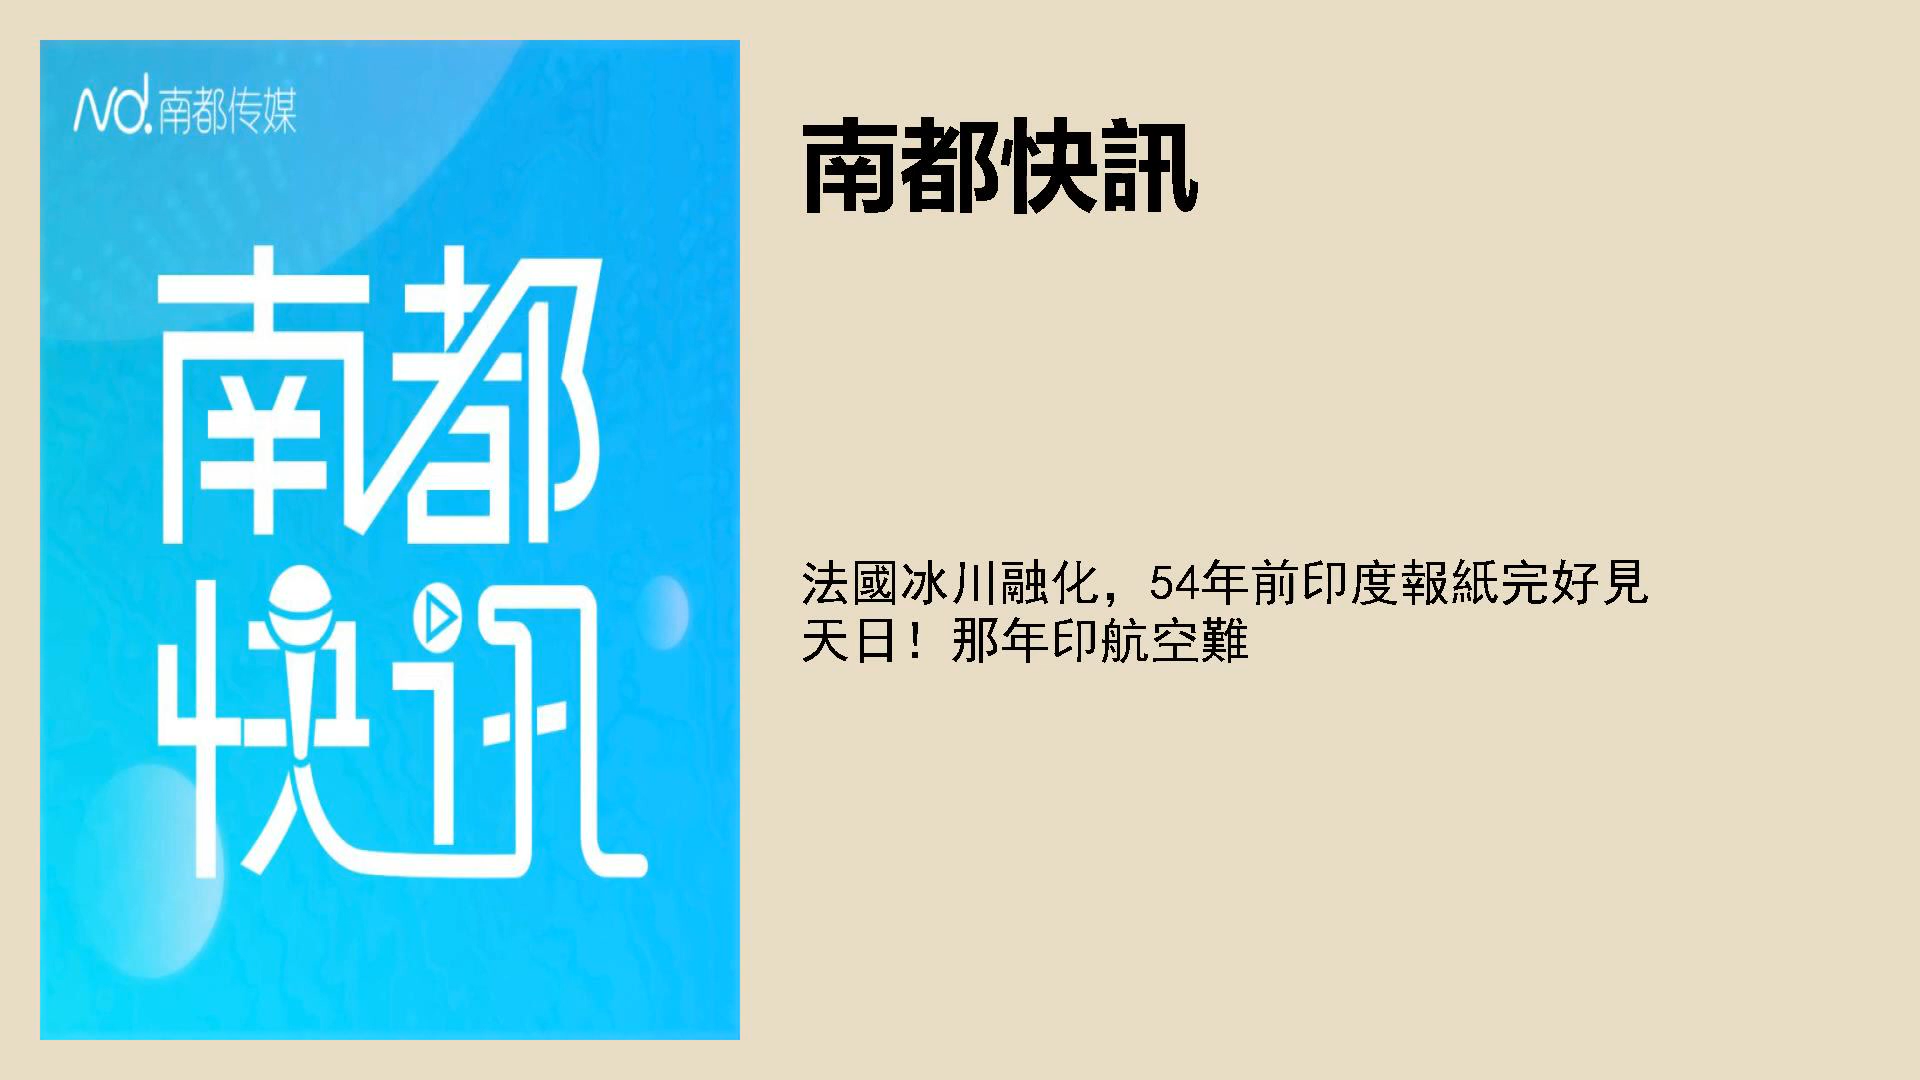 Nd.南都传媒
南都
快讯
南都快訊
法國冰川融化，54年前印度報紙完好見
天日！那年印航空難